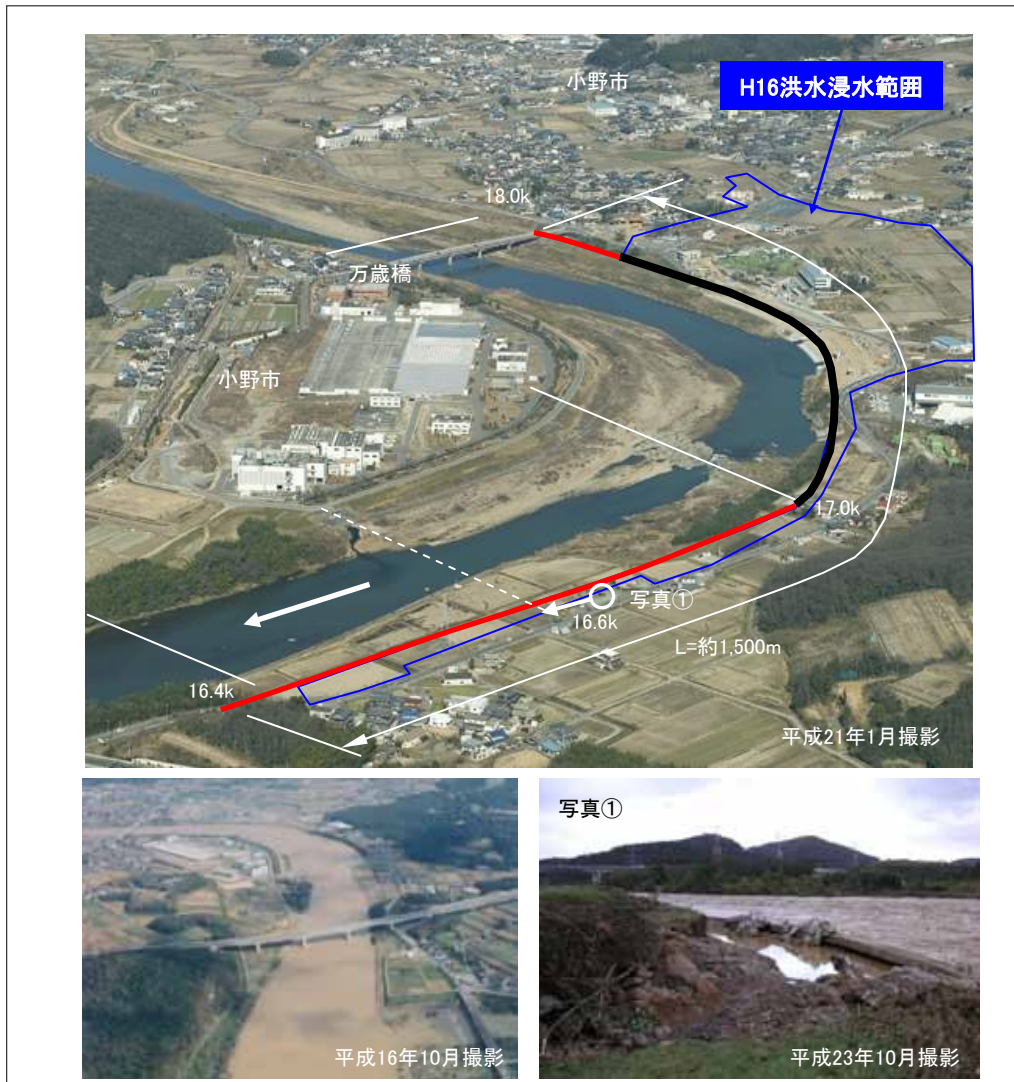 小野市
H16洪水浸水範囲
18.0k
万歳橋
小野市
17.0k
写真①
16.6k
L=約1,500m
16.4k
平成21年1月撮影
写真①
平成16年10月撮影
平成23年10月撮影